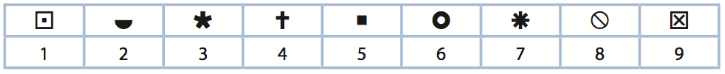 ⊡ ◒ * ✝ ■ ⭘ ⁕ ⃠ ☒
1 2 3 4 5 6 7 8 9